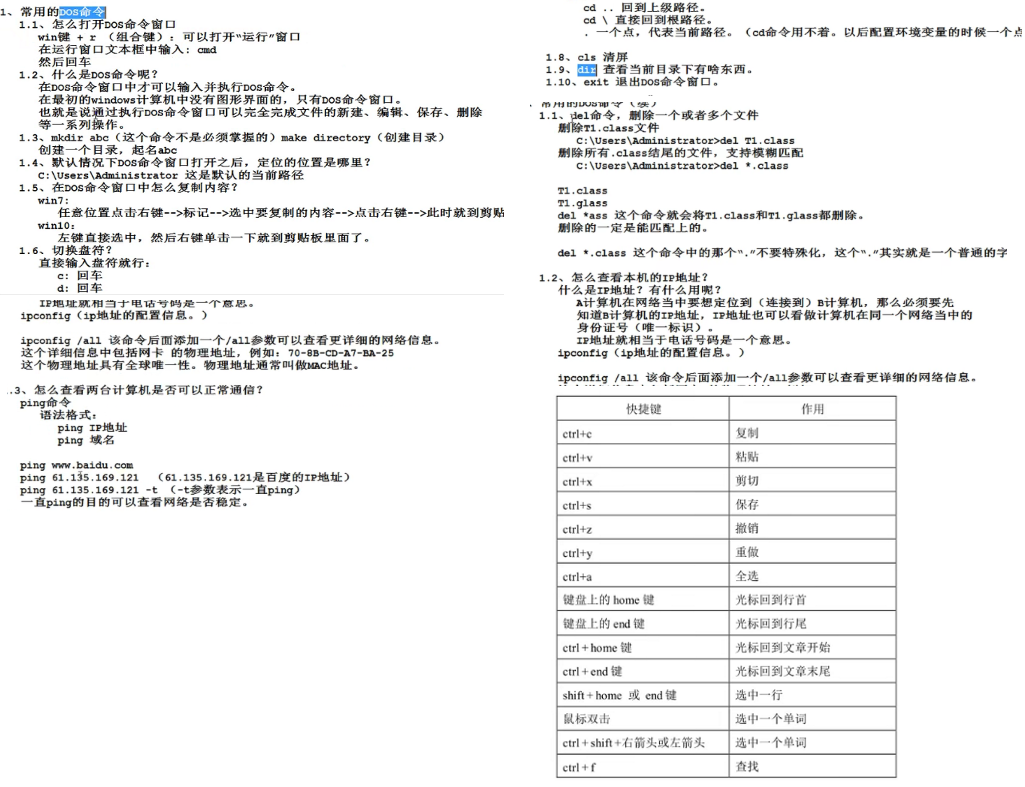 1、常用的DOS命令
1.1、怎么打开DOS命令窗口
win键 + r （组合键）：可以打开“运行”窗口
在运行窗口文本框中输入：cmd
然后回车
1.2、什么是DOS命令呢？
在DOS命令窗口中才可以输入并执行DOS命令。
在最初的windows计算机中没有图形界面的，只有DOS命令窗口。
也就是说通过执行DOS命令窗口可以完全完成文件的新建、编辑、保存、删除
等一系列操作。
1.3、mkdir abc（这个命令不是必须掌握的）make directory（创建目录）
创建一个目录，起名abc
1.4、默认情况下DOS命令窗口打开之后，定位的位置是哪里？
C:\Users\Administrator 这是默认的当前路径
1.5、在DOS命令窗口中怎么复制内容？
win7:
任意位置点击右键-->标记-->选中要复制的内容-->点击右键-->此时就到剪贴
win10:
左键直接选中，然后右键单击一下就到剪贴板里面了。
1.6、切换盘符？
直接输入盘符就行：
c: 回车
d: 回车
IP地址就相当于电话号码是一个意思。
ipconfig（ip地址的配置信息。）
ipconfig /all 该命令后面添加一个/all参数可以查看更详细的网络信息。
这个详细信息中包括网卡 的物理地址，例如：70-8B-CD-A7-BA-25
这个物理地址具有全球唯一性。物理地址通常叫做MAC地址。
.3、怎么查看两台计算机是否可以正常通信？
ping命令
语法格式：
ping IP地址
ping 域名
ping www.baidu.com
ping 61.135.169.121 （61.135.169.121是百度的IP地址）
ping 61.135.169.121 -t （-t参数表示一直ping）
一直ping的目的可以查看网络是否稳定。
cd .. 回到上级路径。
cd \ 直接回到根路径。
. 一个点，代表当前路径。（cd命令用不着。以后配置环境变量的时候一个点
1.8、cls 清屏
1.9、dir 查看当前目录下有啥东西。
1.10、exit 退出DOS命令窗口。
常用的DOS命令（续）
1.1、del命令，删除一个或者多个文件
删除T1.class文件
C:\Users\Administrator>del T1.class
删除所有.class结尾的文件，支持模糊匹配
C:\Users\Administrator>del *.class
T1.class
T1.glass
del *ass 这个命令就会将T1.class和T1.glass都删除。
删除的一定是能匹配上的。
del *.class 这个命令中的那个“.”不要特殊化，这个“.”其实就是一个普通的字
1.2、怎么查看本机的IP地址？
什么是IP地址？有什么用呢？
A计算机在网络当中要想定位到（连接到）B计算机，那么必须要先
知道B计算机的IP地址，IP地址也可以看做计算机在同一个网络当中的
身份证号（唯一标识）。
IP地址就相当于电话号码是一个意思。
ipconfig（ip地址的配置信息。）
ipconfig /all 该命令后面添加一个/all参数可以查看更详细的网络信息。
快捷键 作用
ctrl+c 复制
ctrl+v 粘贴
ctrl+x 剪切
ctrl+s 保存
ctrl+z 撤销
ctrl+y 重做
ctrl+a 全选
键盘上的 home 键 光标回到行首
键盘上的 end 键 光标回到行尾
ctrl + home 键 光标回到文章开始
ctrl + end 键 光标回到文章末尾
shift + home 或 end 键 选中一行
鼠标双击 选中一个单词
ctrl + shift +右箭头或左箭头 选中一个单词
ctrl + f 查找